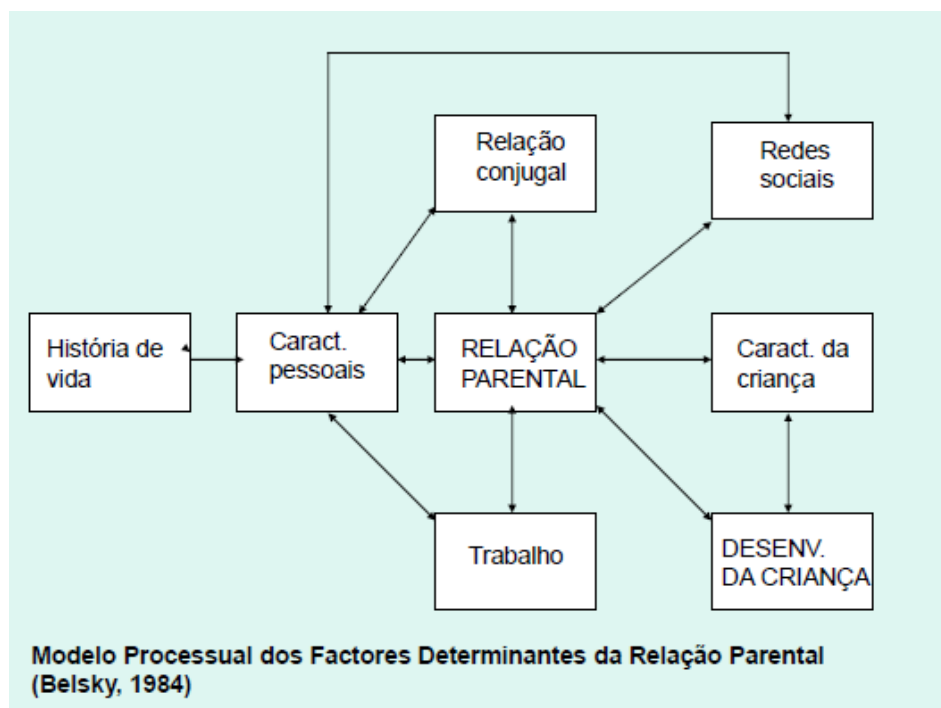 Relação
conjugal
Redes
sociais
História de
vida
Caract.
pessoais
RELAÇÃO
PARENTAL
Caract. da
criança
Trabalho
DESENV.
DA CRIANÇA
Modelo Processual dos Factores Determinantes da Relação Parental
(Belsky, 1984)